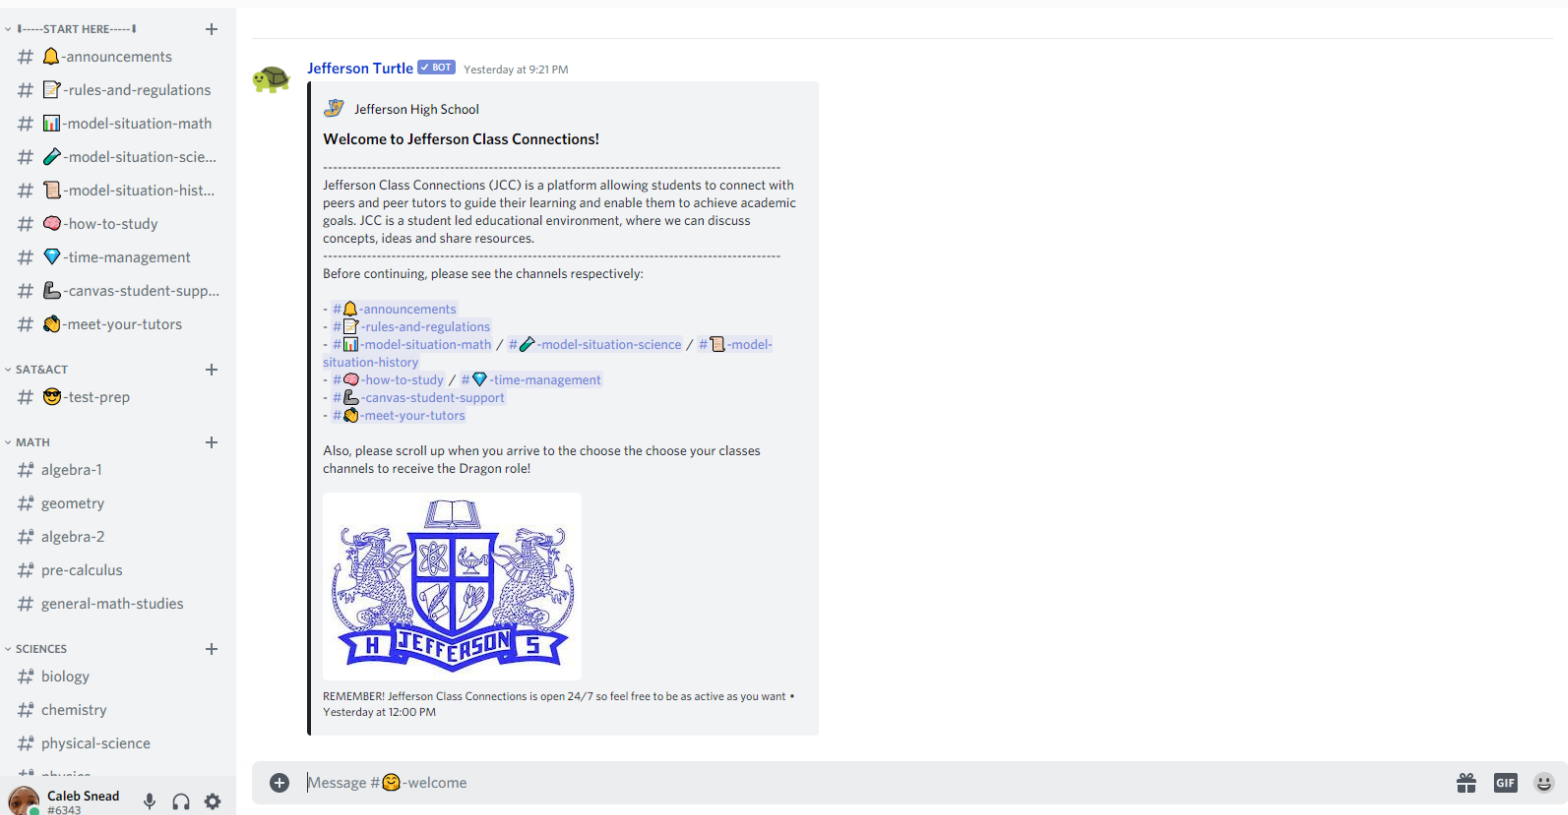 ⬇-----START HERE-----⬇ +
# 🔔-announcements
# 📝-rules-and-regulations
# 📊-model-situation-math
# 🧪-model-situation-scie...
# 📜-model-situation-hist...
# 🧠-how-to-study
# 💎-time-management
# 🦾-canvas-student-supp...
# 👏-meet-your-tutors
SAT&ACT +
# 😎-test-prep
MATH +
# algebra-1
# geometry
# algebra-2
# pre-calculus
# general-math-studies
SCIENCES +
# biology
# chemistry
# physical-science
# physics
Caleb Snead
#6343
Jefferson Turtle ✓ BOT Yesterday at 9:21 PM
Jefferson High School
Welcome to Jefferson Class Connections!
--------------------------------------------------------------------------------------------
Jefferson Class Connections (JCC) is a platform allowing students to connect with
peers and peer tutors to guide their learning and enable them to achieve academic
goals. JCC is a student led educational environment, where we can discuss
concepts, ideas and share resources.
--------------------------------------------------------------------------------------------
Before continuing, please see the channels respectively:
- #🔔-announcements
- #📝-rules-and-regulations
- #📊-model-situation-math / #🧪-model-situation-science / #📜-model-
situation-history
- #🧠-how-to-study / #💎-time-management
- #🦾-canvas-student-support
- #👏-meet-your-tutors
Also, please scroll up when you arrive to the choose the choose your classes
channels to receive the Dragon role!
H JEFFERSON S
REMEMBER! Jefferson Class Connections is open 24/7 so feel free to be as active as you want •
Yesterday at 12:00 PM
Message #🤗-welcome
GIF